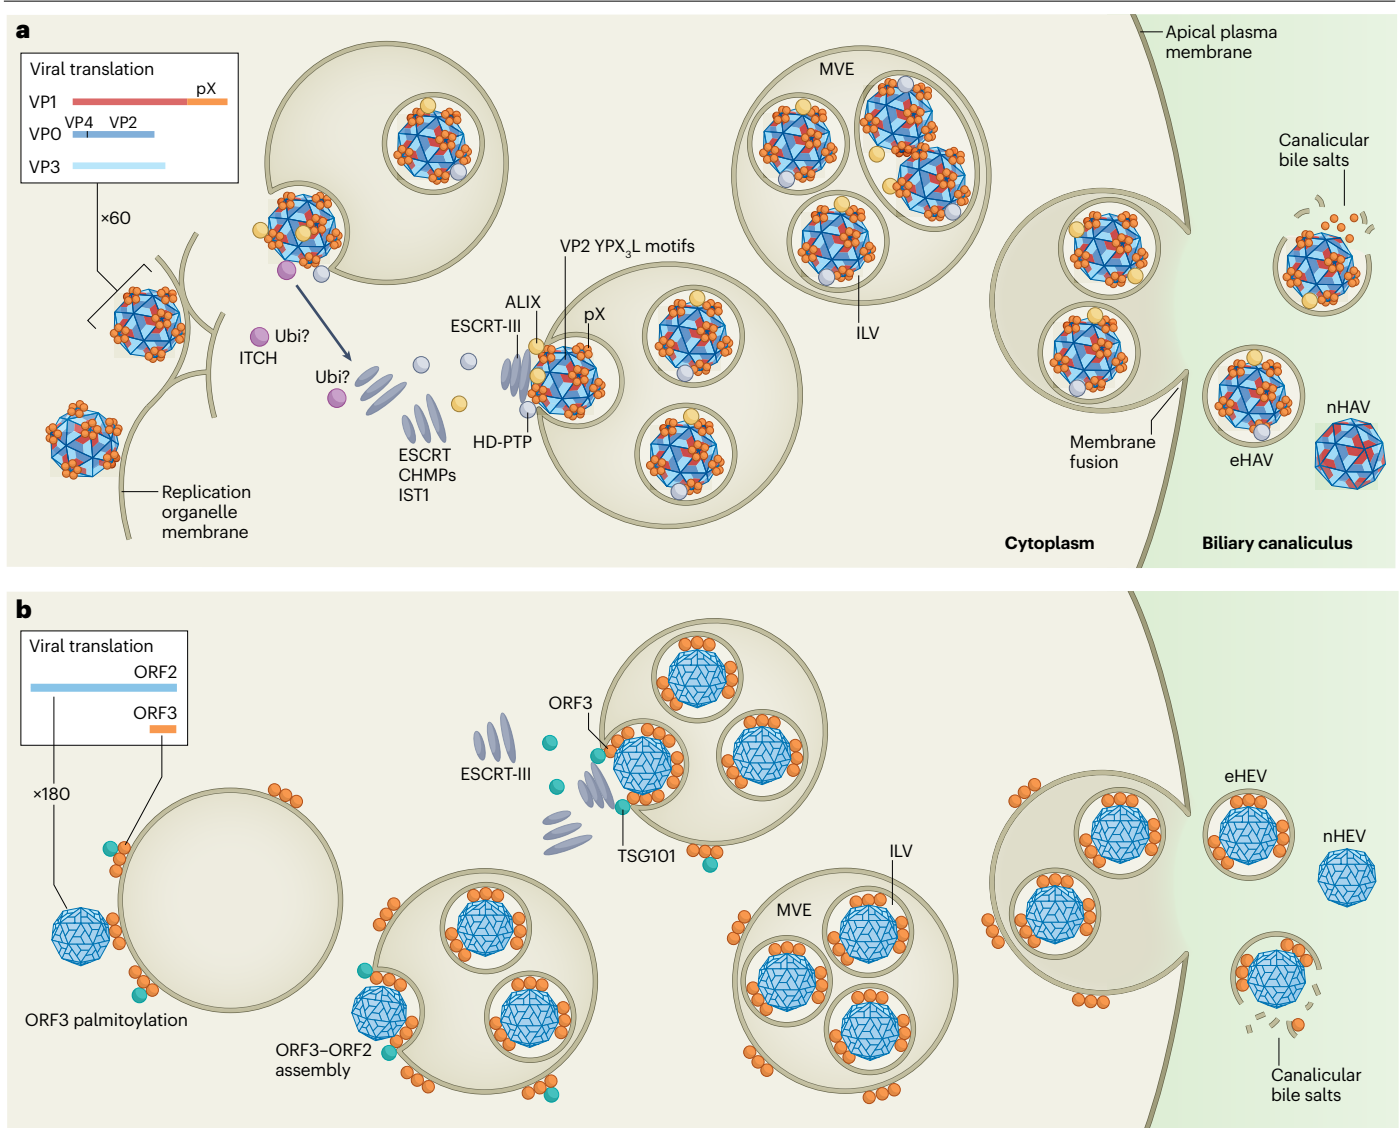 a
Viral translation
pX
VP1
VP4 VP2
VP0
VP3
×60
Ubi?
ITCH
Ubi?
Replication
organelle
membrane
ESCRT
CHMPs
IST1
VP2 YPX3L motifs
ALIX
ESCRT-III
pX
HD-PTP
MVE
ILV
Apical plasma
membrane
Canalicular
bile salts
Membrane
fusion
eHAV
nHAV
Cytoplasm
Biliary canaliculus
b
Viral translation
ORF2
ORF3
×180
ORF3 palmitoylation
ORF3–ORF2
assembly
ORF3
ESCRT-III
TSG101
MVE
ILV
eHEV
nHEV
Canalicular
bile salts